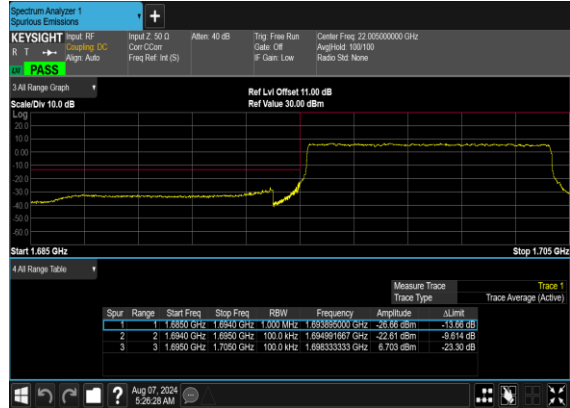 Spectrum Analyzer 1
Spurious Emissions
KEYSIGHT Input: RF Input Z: 50 Ω Atten: 40 dB Trig: Free Run Center Freq: 22.005000000 GHz
R T Coupling: DC Corr CCorr Gate: Off Avg|Hold: 100/100
Align: Auto Freq Ref: Int (S) IF Gain: Low Radio Std: None
PASS
3 All Range Graph
Ref Lvl Offset 11.00 dB
Scale/Div 10.0 dB Ref Value 30.00 dBm
Log
20.0
10.0
0.00
-10.0
-20.0
-30.0
-40.0
-50.0
-60.0
Start 1.685 GHz Stop 1.705 GHz
4 All Range Table
Measure Trace Trace 1
Trace Type Trace Average (Active)
Spur Range Start Freq Stop Freq RBW Frequency Amplitude ΔLimit
1 1 1.6850 GHz 1.6940 GHz 1.000 MHz 1.693895000 GHz -26.66 dBm -13.66 dB
2 2 1.6940 GHz 1.6950 GHz 100.0 kHz 1.694991667 GHz -22.61 dBm -9.614 dB
3 3 1.6950 GHz 1.7050 GHz 100.0 kHz 1.698333333 GHz 6.703 dBm -23.30 dB
? Aug 07, 2024
5:26:28 AM